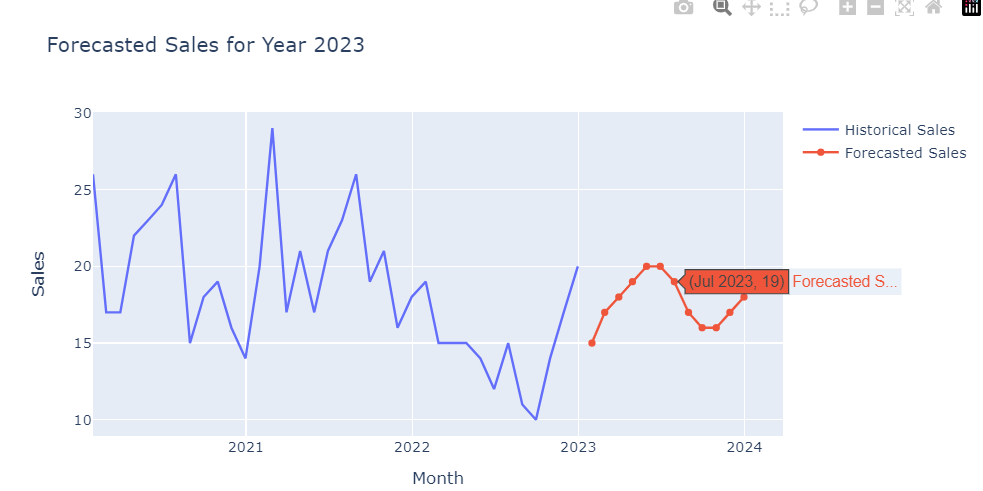 Forecasted Sales for Year 2023
30
25
20
15
10
Sales
2021
2022
2023
2024
Month
Historical Sales
Forecasted Sales
(Jul 2023, 19) Forecasted S...